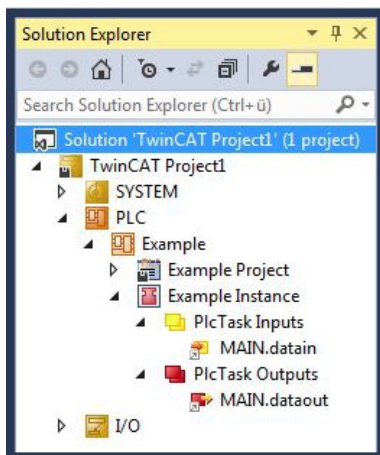 Solution Explorer
Search Solution Explorer (Ctrl+ü)
Solution 'TwinCAT Project1' (1 project)
TwinCAT Project1
SYSTEM
PLC
Example
Example Project
Example Instance
PlcTask Inputs
MAIN.datain
PlcTask Outputs
MAIN.dataout
I/O